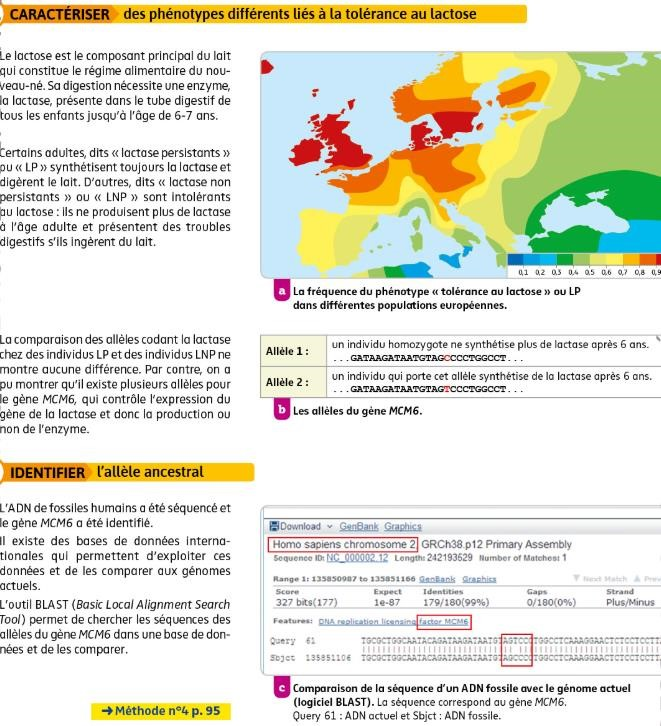 CARACTÉRISER des phénotypes différents liés à la tolérance au lactose
Le lactose est le composant principal du lait
qui constitue le régime alimentaire du nou-
veau-né. Sa digestion nécessite une enzyme,
la lactase, présente dans le tube digestif de
tous les enfants jusqu'à l'âge de 6-7 ans.
Certains adultes, dits « lactase persistants »
ou « LP » synthétisent toujours la lactase et
digèrent le lait. D'autres, dits « lactase non
persistants » ou « LNP » sont intolérants
au lactose : ils ne produisent plus de lactase
à l'âge adulte et présentent des troubles
digestifs s'ils ingèrent du lait.
0,1 0,2 0,3 0,4 0,5 0,6 0,7 0,8 0,9
a La fréquence du phénotype « tolérance au lactose » ou LP
dans différentes populations européennes.
La comparaison des allèles codant la lactase
chez des individus LP et des individus LNP ne
montre aucune différence. Par contre, on a
pu montrer qu'il existe plusieurs allèles pour
le gène MCM6, qui contrôle l'expression du
gène de la lactase et donc la production ou
non de l'enzyme.
Allèle 1 : un individu homozygote ne synthétise plus de lactase après 6 ans.
...GATAAGATAATGTAGCCCCTGGCCT...
Allèle 2 : un individu qui porte cet allèle synthétise de la lactase après 6 ans.
...GATAAGATAATGTAGTCCCTGGCCT...
b Les allèles du gène MCM6.
IDENTIFIER l'allèle ancestral
L'ADN de fossiles humains a été séquencé et
le gène MCM6 a été identifié.
Il existe des bases de données interna-
tionales qui permettent d'exploiter ces
données et de les comparer aux génomes
actuels.
L'outil BLAST (Basic Local Alignment Search
Tool) permet de chercher les séquences des
allèles du gène MCM6 dans une base de don-
nées et de les comparer.
➔ Méthode n°4 p. 95
Download GenBank Graphics
Homo sapiens chromosome 2, GRCh38.p12 Primary Assembly
Sequence ID: NC_000002.12 Length: 242193529 Number of Matches: 1
Range 1: 135850987 to 135851166 GenBank Graphics Next Match
Score Expect Identities Gaps Strand
327 bits(177) 1e-87 179/180(99%) 0/180(0%) Plus/Minus
Features: DNA replication licensing factor MCM6
Query 61 TGCGCTGGCAATACAGATAAGATAATGTAGTCCCTGGCCTCAAAGGAACTCTCCTCCTTA
Sbjct 135851106 TGCGCTGGCAATACAGATAAGATAATGTAGCCCCTGGCCTCAAAGGAACTCTCCTCCTTA
c Comparaison de la séquence d'un ADN fossile avec le génome actuel
(logiciel BLAST). La séquence correspond au gène MCM6.
Query 61 : ADN actuel et Sbjct : ADN fossile.